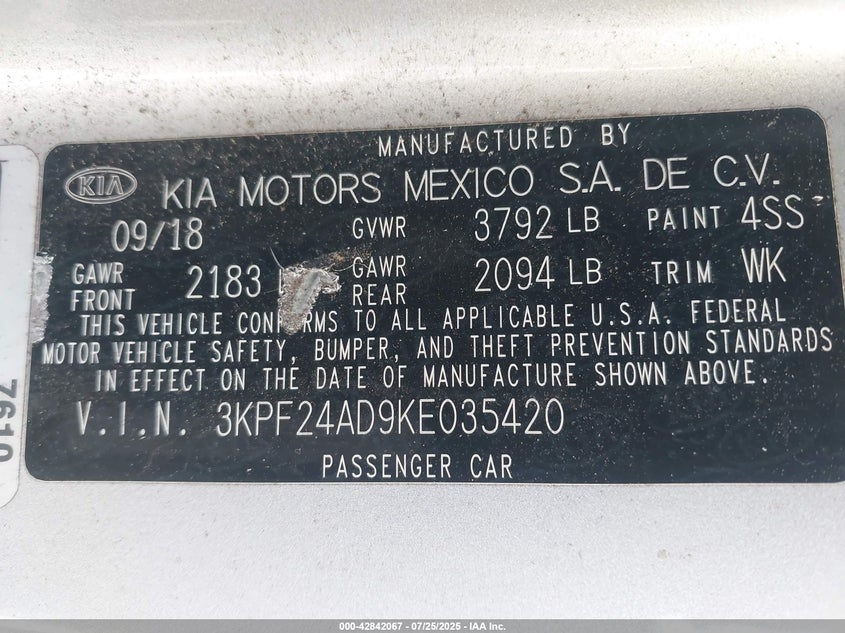 MANUFACTURED BY
KIA KIA MOTORS MEXICO S.A. DE C.V.
09/18 GVWR 3792 LB PAINT 4SS
GAWR FRONT 2183 GAWR REAR 2094 LB TRIM WK
THIS VEHICLE CONF RMS TO ALL APPLICABLE U.S.A. FEDERAL
MOTOR VEHICLE SAFETY, BUMPER, AND THEFT PREVENTION STANDARDS
IN EFFECT ON THE DATE OF MANUFACTURE SHOWN ABOVE.
V.I.N. 3KPF24AD9KE035420
PASSENGER CAR
000-42842067 - 07/25/2025 - IAA Inc.